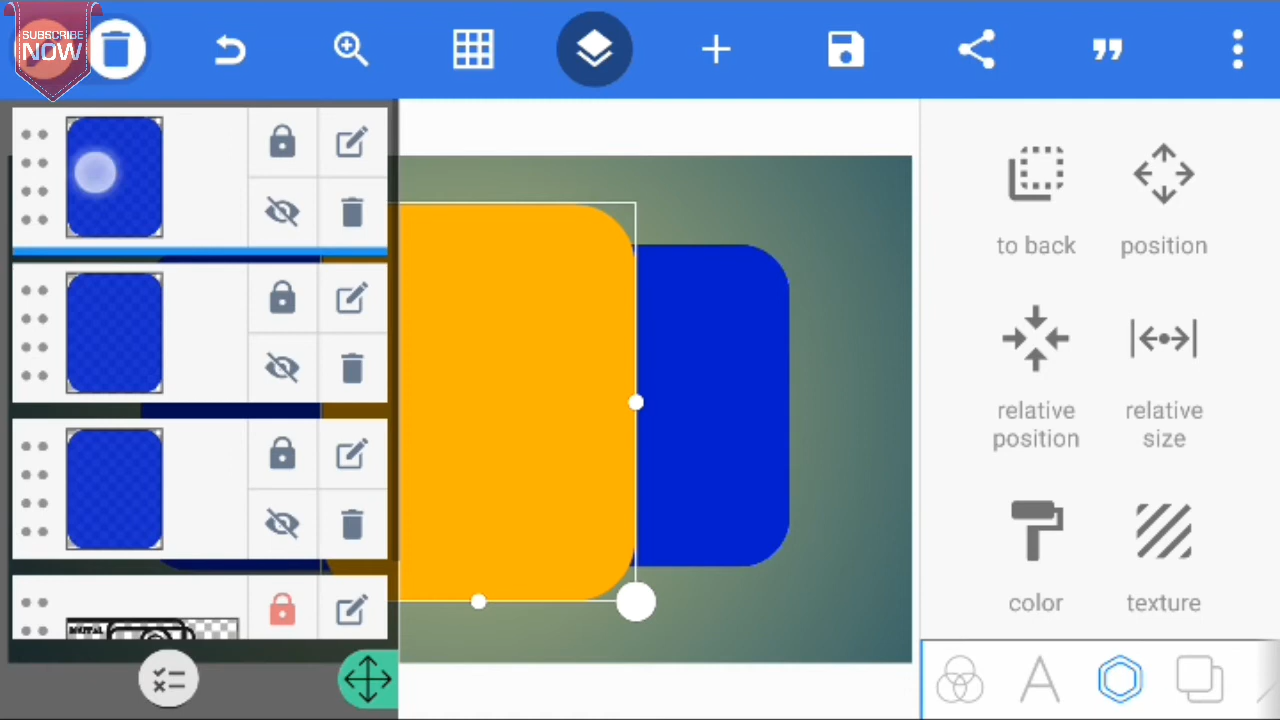 SUBSCRIBE
NOW
to back
position
relative
position
relative
size
color
texture